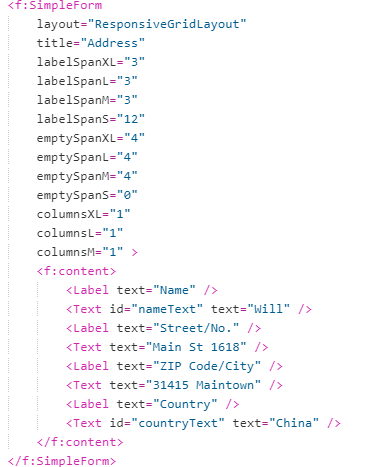 <f:SimpleForm
layout="ResponsiveGridLayout"
title="Address"
labelSpanXL="3"
labelSpanL="3"
labelSpanM="3"
labelSpanS="12"
emptySpanXL="4"
emptySpanL="4"
emptySpanM="4"
emptySpanS="0"
columnsXL="1"
columnsL="1"
columnsM="1" >
<f:content>
<Label text="Name" />
<Text id="nameText" text="Will" />
<Label text="Street/No." />
<Text text="Main St 1618" />
<Label text="ZIP Code/City" />
<Text text="31415 Maintown" />
<Label text="Country" />
<Text id="countryText" text="China" />
</f:content>
</f:SimpleForm>